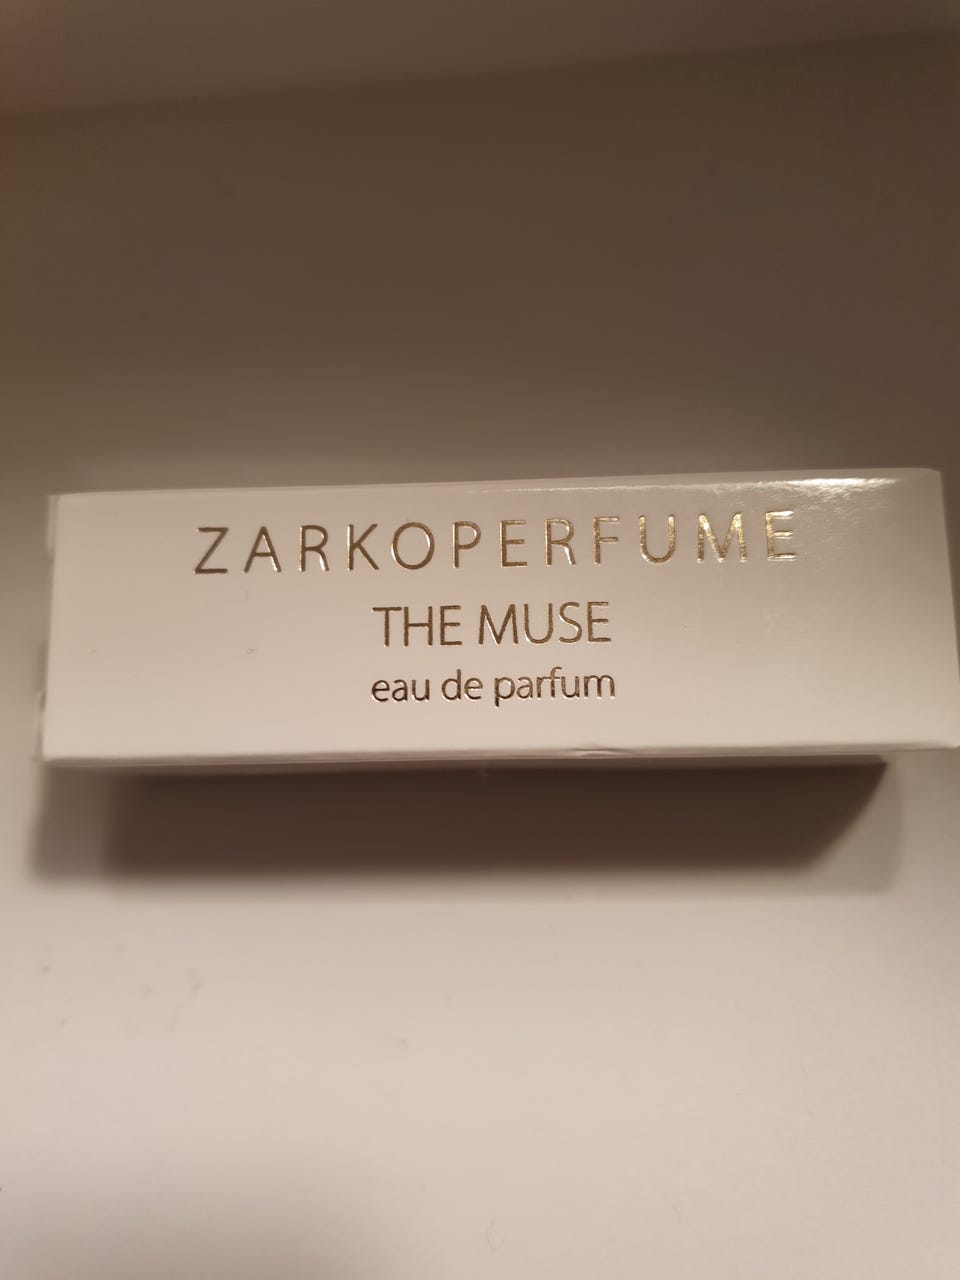 ZARKOPERFUME
THE MUSE
eau de parfum